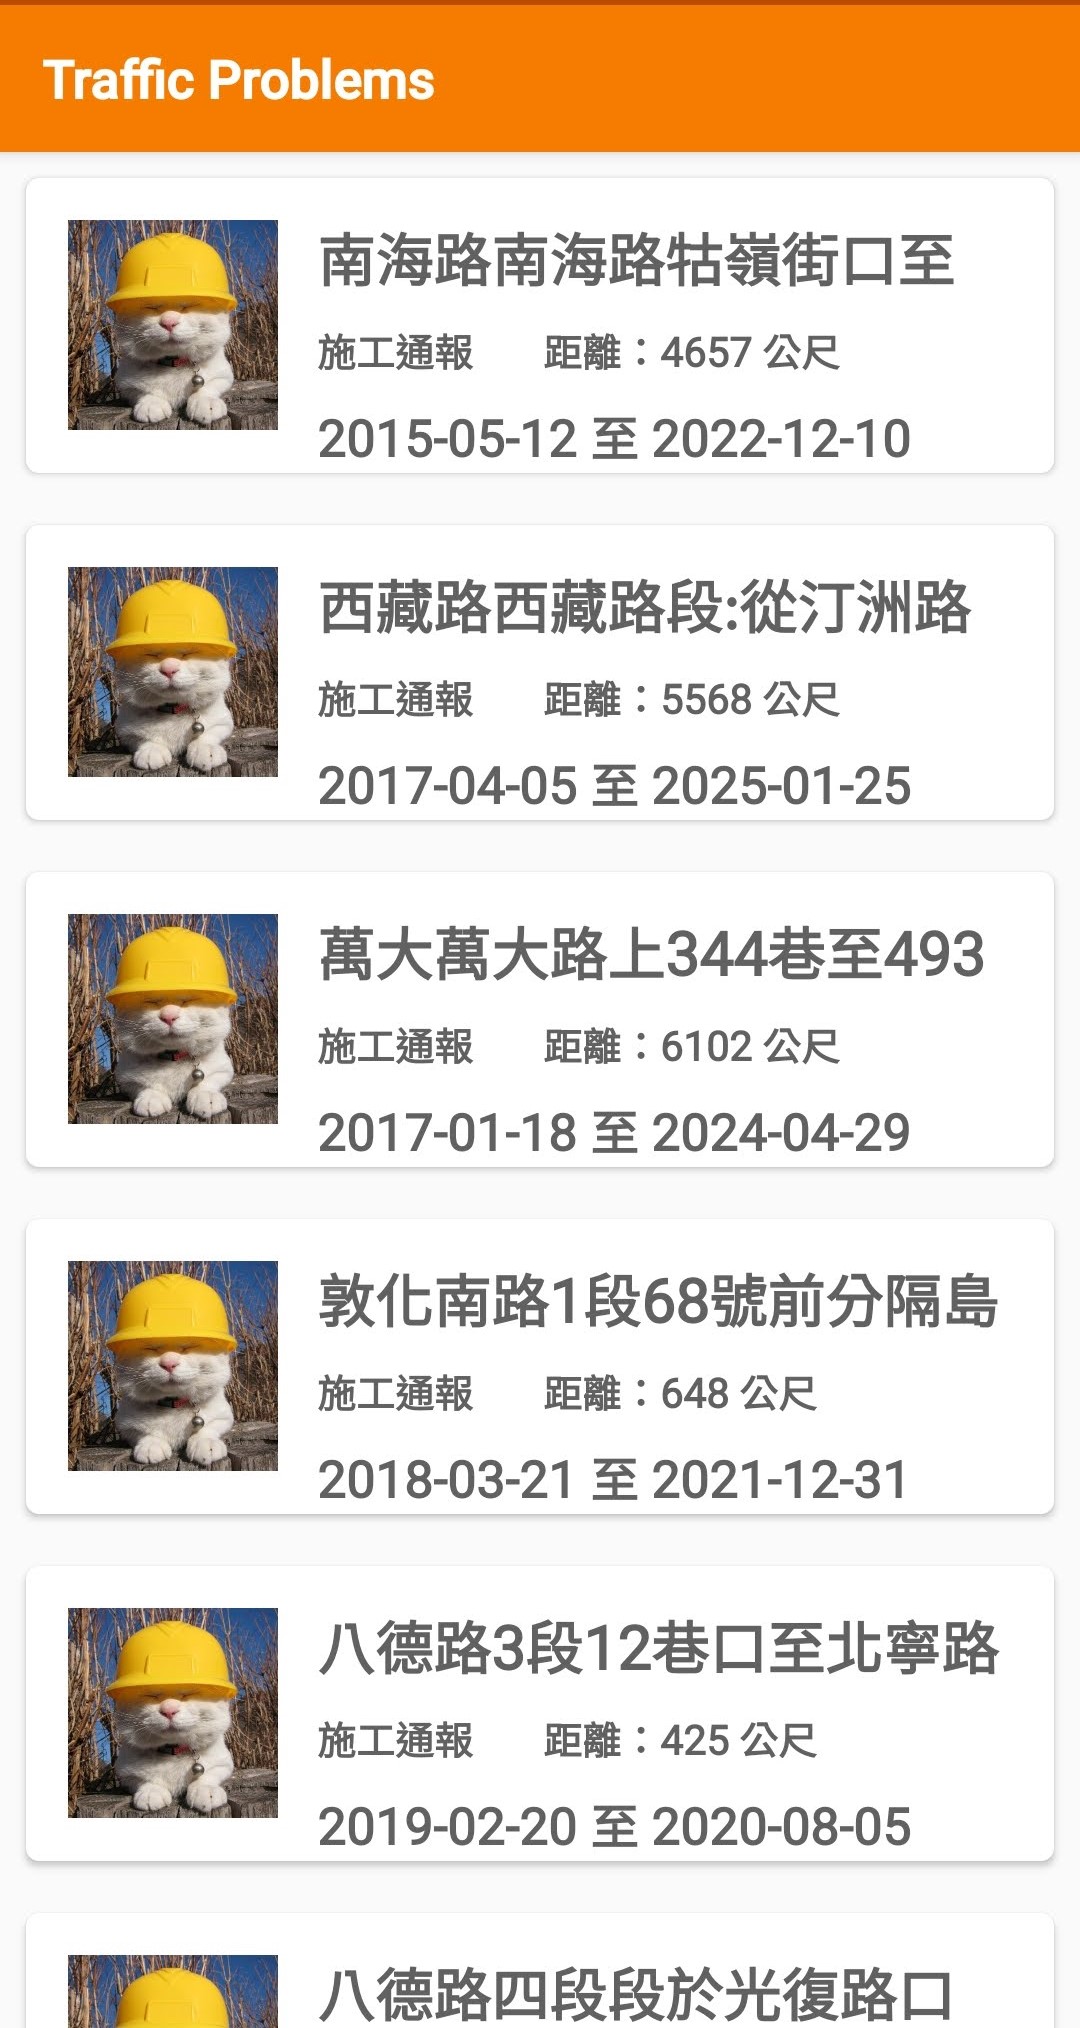 Traffic Problems
南海路南海路牯嶺街口至
施工通報 距離：4657 公尺
2015-05-12 至 2022-12-10
西藏路西藏路段:從汀洲路
施工通報 距離：5568 公尺
2017-04-05 至 2025-01-25
萬大萬大路上344巷至493
施工通報 距離：6102 公尺
2017-01-18 至 2024-04-29
敦化南路1段68號前分隔島
施工通報 距離：648 公尺
2018-03-21 至 2021-12-31
八德路3段12巷口至北寧路
施工通報 距離：425 公尺
2019-02-20 至 2020-08-05
八德路四段段於光復路口